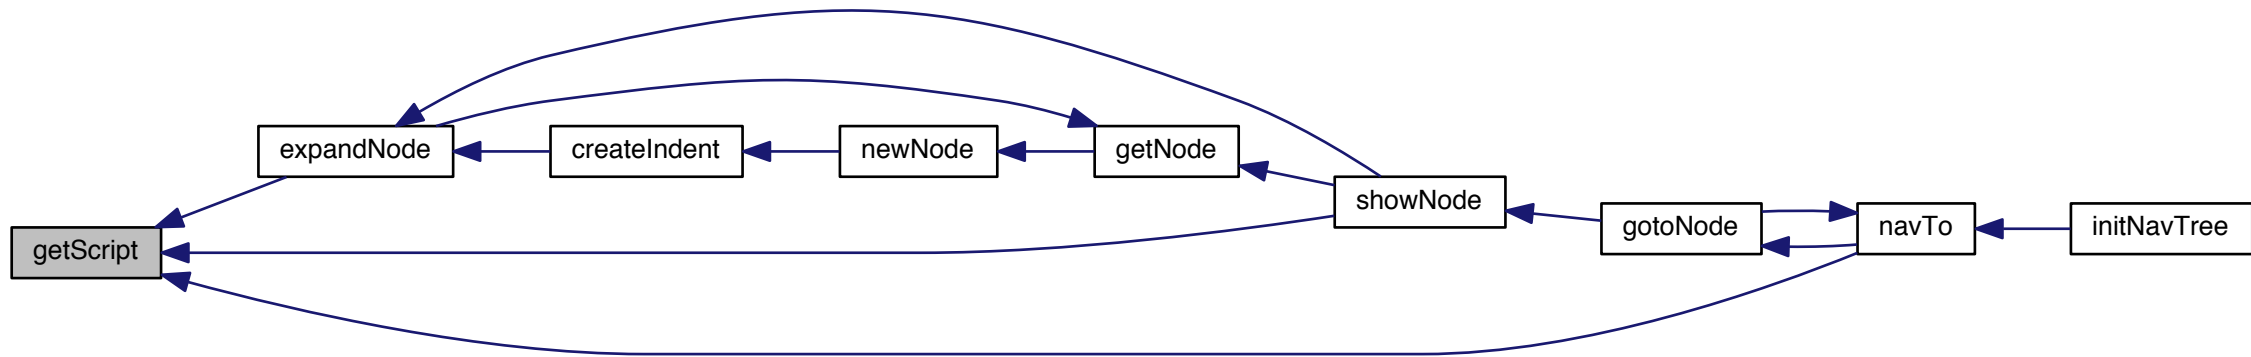 expandNode
createIndent
newNode
getNode
showNode
gotoNode
navTo
initNavTree
getScript